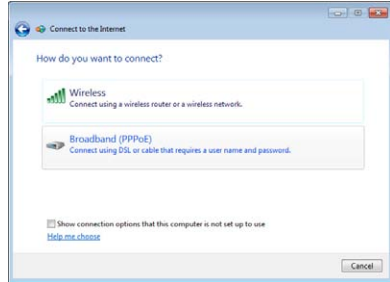 Connect to the Internet
How do you want to connect?
Wireless
Connect using a wireless router or a wireless network.
Broadband (PPPoE)
Connect using DSL or cable that requires a user name and password.
Show connection options that this computer is not set up to use
Help me choose
Cancel